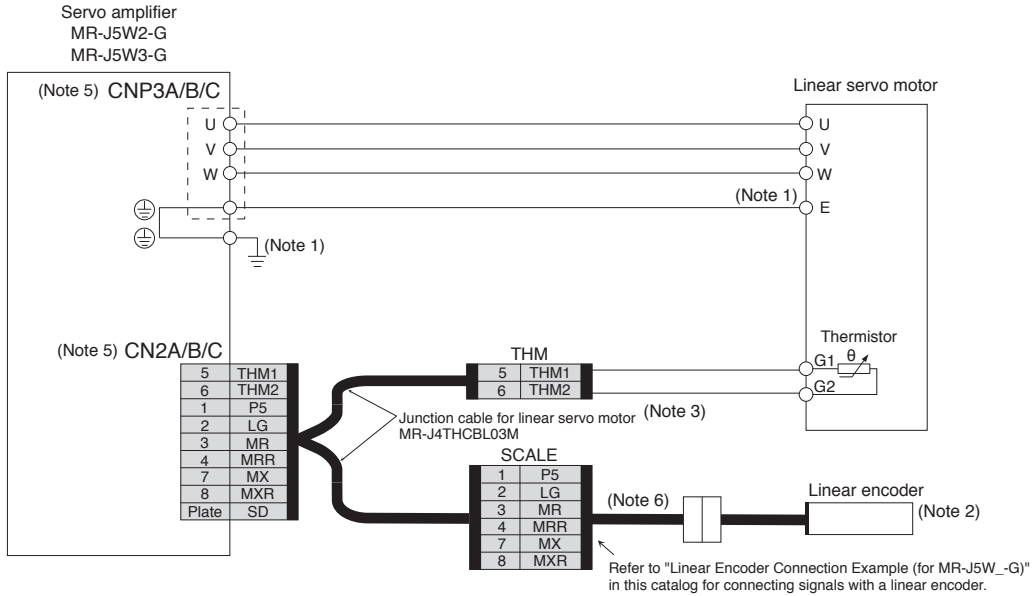 Servo amplifier
MR-J5W2-G
MR-J5W3-G
(Note 5) CNP3A/B/C
Linear servo motor
U
U
V
V
W
W
(Note 1)
E
(Note 1)
(Note 5) CN2A/B/C
5 THM1
6 THM2
1 P5
2 LG
3 MR
4 MRR
7 MX
8 MXR
Plate SD
THM
5 THM1
6 THM2
Thermistor
G1 θ
G2
(Note 3)
Junction cable for linear servo motor
MR-J4THCBL03M
SCALE
1 P5
2 LG
3 MR
4 MRR
7 MX
8 MXR
(Note 6)
Linear encoder
(Note 2)
Refer to "Linear Encoder Connection Example (for MR-J5W_-G)"
in this catalog for connecting signals with a linear encoder.